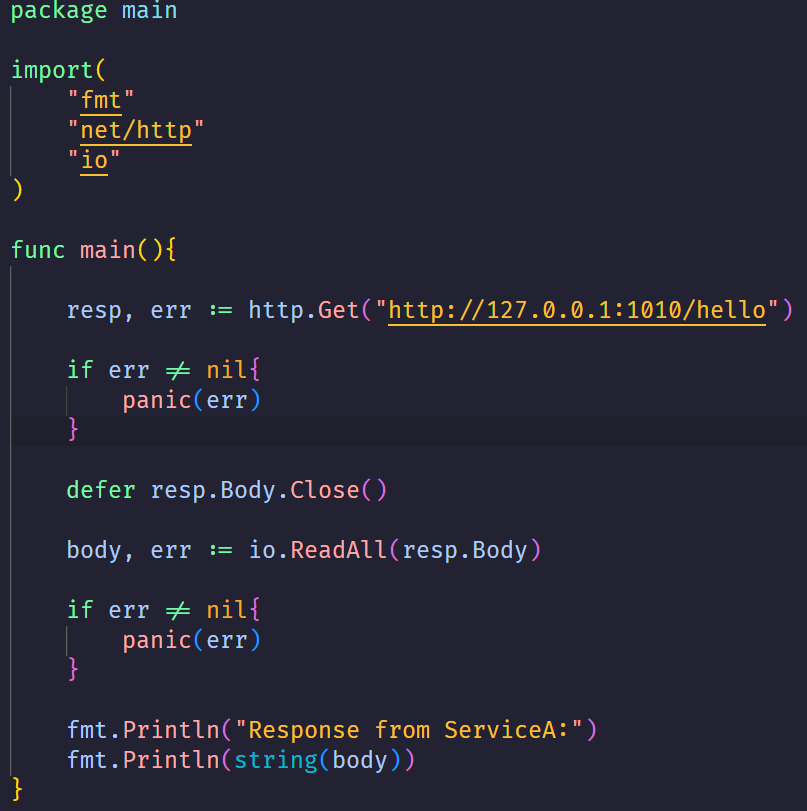 package main

import(
    "fmt"
    "net/http"
    "io"
)

func main(){

    resp, err := http.Get("http://127.0.0.1:1010/hello")

    if err != nil{
        panic(err)
    }

    defer resp.Body.Close()

    body, err := io.ReadAll(resp.Body)

    if err != nil{
        panic(err)
    }

    fmt.Println("Response from ServiceA:")
    fmt.Println(string(body))
}